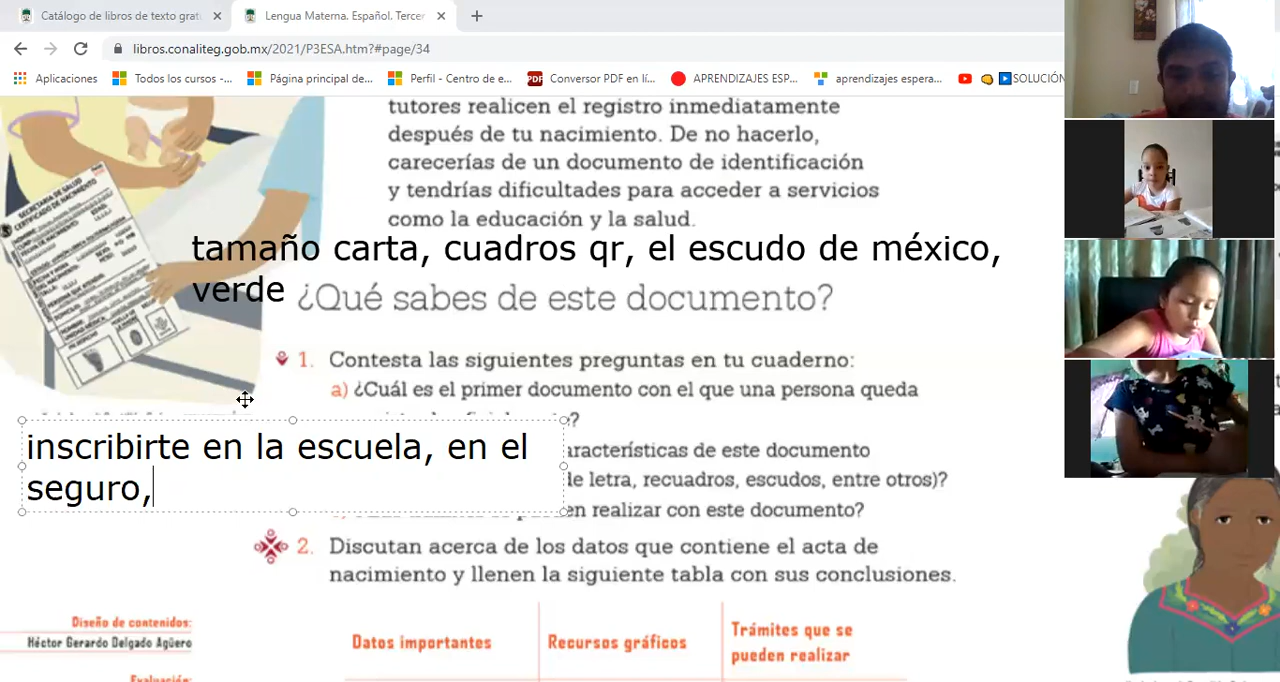 Catálogo de libros de texto grat
Lengua Materna. Español. Tercer
libros.conaliteg.gob.mx/2021/P3ESA.htm?#page/34
Aplicaciones
Todos los cursos -...
Página principal de...
Perfil - Centro de e...
PDF
Conversor PDF en lí...
APRENDIZAJES ESP...
aprendizajes espera...
SOLUCIÓN
tutores realicen el registro inmediatamente
después de tu nacimiento. De no hacerlo,
carecerías de un documento de identificación
y tendrías dificultades para acceder a servicios
como la educación y la salud.
SECRETARIA DE SALUD
CERTIFICADO DE NACIMIENTO
tamaño carta, cuadros qr, el escudo de méxico,
verde
¿Qué sabes de este documento?
1. Contesta las siguientes preguntas en tu cuaderno:
a) ¿Cuál es el primer documento con el que una persona queda
inscribirte en la escuela, en el
seguro,
aracterísticas de este documento
de letra, recuadros, escudos, entre otros)?
en realizar con este documento?
2. Discutan acerca de los datos que contiene el acta de
nacimiento y llenen la siguiente tabla con sus conclusiones.
Diseño de contenidos:
Héctor Gerardo Delgado Agüero
Evaluación:
Datos importantes
Recursos gráficos
Trámites que se
pueden realizar